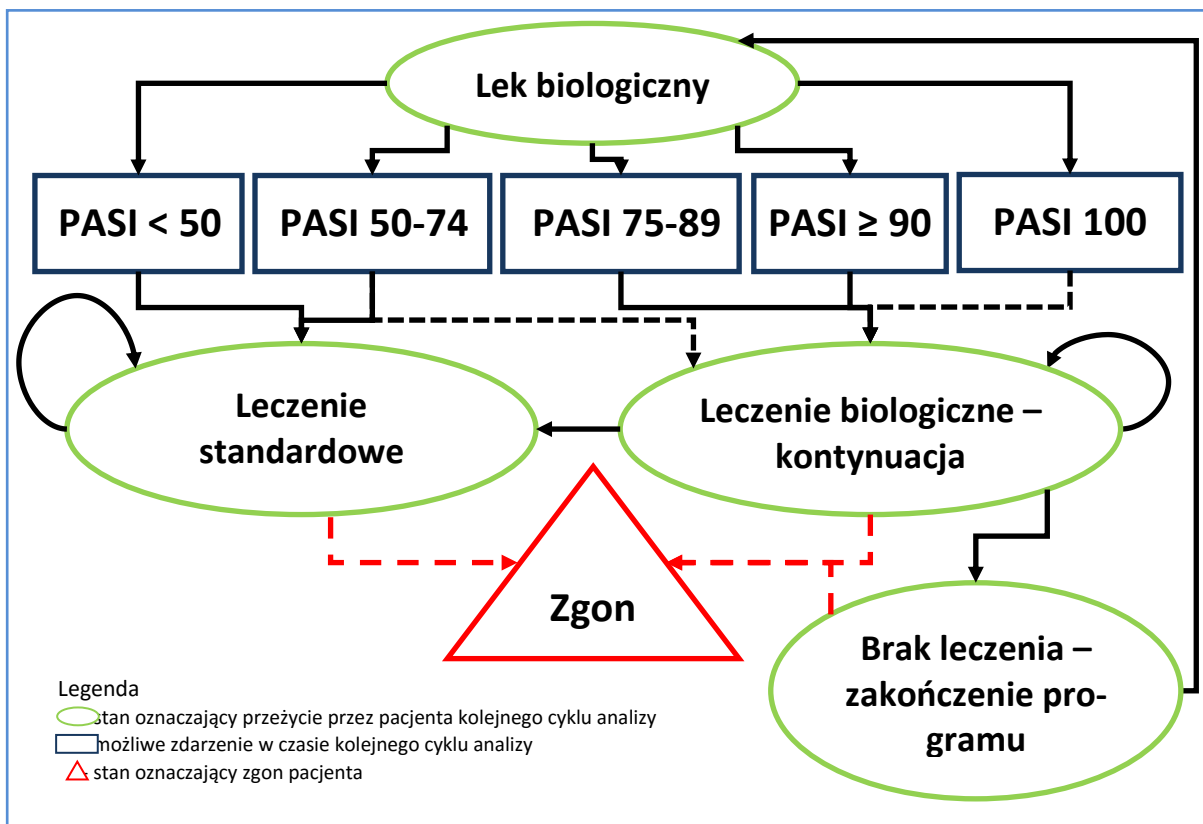 Lek biologiczny
PASI < 50
PASI 50-74
PASI 75-89
PASI ≥ 90
PASI 100
Leczenie
standardowe
Leczenie biologiczne –
kontynuacja
Zgon
Brak leczenia –
zakończenie pro-
gramu
Legenda
stan oznaczający przeżycie przez pacjenta kolejnego cyklu analizy
możliwe zdarzenie w czasie kolejnego cyklu analizy
- stan oznaczający zgon pacjenta